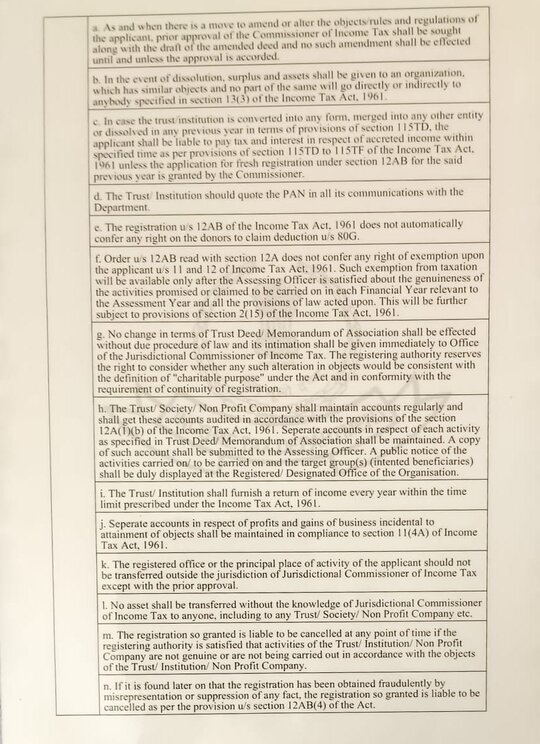 a. As and when there is a move to amend or alter the objects/rules and regulations of
the applicant, prior approval of the Commissioner of Income Tax shall be sought
along with the draft of the amended deed and no such amendment shall be effected
until and unless the approval is accorded.
b. In the event of dissolution, surplus and assets shall be given to an organization,
which has similar objects and no part of the same will go directly or indirectly to
anybody specified in section 13(3) of the Income Tax Act, 1961.
c. In case the trust/institution is converted into any form, merged into any other entity
or dissolved in any previous year in terms of provisions of section 115TD, the
applicant shall be liable to pay tax and interest in respect of accreted income within
specified time as per provisions of section 115TD to 115TF of the Income Tax Act,
1961 unless the application for fresh registration under section 12AB for the said
previous year is granted by the Commissioner.
d. The Trust/ Institution should quote the PAN in all its communications with the
Department.
e. The registration u/s 12AB of the Income Tax Act, 1961 does not automatically
confer any right on the donors to claim deduction u/s 80G.
f. Order u/s 12AB read with section 12A does not confer any right of exemption upon
the applicant u/s 11 and 12 of Income Tax Act, 1961. Such exemption from taxation
will be available only after the Assessing Officer is satisfied about the genuineness of
the activities promised or claimed to be carried on in each Financial Year relevant to
the Assessment Year and all the provisions of law acted upon. This will be further
subject to provisions of section 2(15) of the Income Tax Act, 1961.
g. No change in terms of Trust Deed/ Memorandum of Association shall be effected
without due procedure of law and its intimation shall be given immediately to Office
of the Jurisdictional Commissioner of Income Tax. The registering authority reserves
the right to consider whether any such alteration in objects would be consistent with
the definition of "charitable purpose" under the Act and in conformity with the
requirement of continuity of registration.
h. The Trust/ Society/ Non Profit Company shall maintain accounts regularly and
shall get these accounts audited in accordance with the provisions of the section
12A(1)(b) of the Income Tax Act, 1961. Seperate accounts in respect of each activity
as specified in Trust Deed/ Memorandum of Association shall be maintained. A copy
of such account shall be submitted to the Assessing Officer. A public notice of the
activities carried on/ to be carried on and the target group(s) (intented beneficiaries)
shall be duly displayed at the Registered/ Designated Office of the Organisation.
i. The Trust/ Institution shall furnish a return of income every year within the time
limit prescribed under the Income Tax Act, 1961.
j. Seperate accounts in respect of profits and gains of business incidental to
attainment of objects shall be maintained in compliance to section 11(4A) of Income
Tax Act, 1961.
k. The registered office or the principal place of activity of the applicant should not
be transferred outside the jurisdiction of Jurisdictional Commissioner of Income Tax
except with the prior approval.
l. No asset shall be transferred without the knowledge of Jurisdictional Commissioner
of Income Tax to anyone, including to any Trust/ Society/ Non Profit Company etc.
m. The registration so granted is liable to be cancelled at any point of time if the
registering authority is satisfied that activities of the Trust/ Institution/ Non Profit
Company are not genuine or are not being carried out in accordance with the objects
of the Trust/ Institution/ Non Profit Company.
n. If it is found later on that the registration has been obtained fraudulently by
misrepresentation or suppression of any fact, the registration so granted is liable to be
cancelled as per the provision u/s section 12AB(4) of the Act.